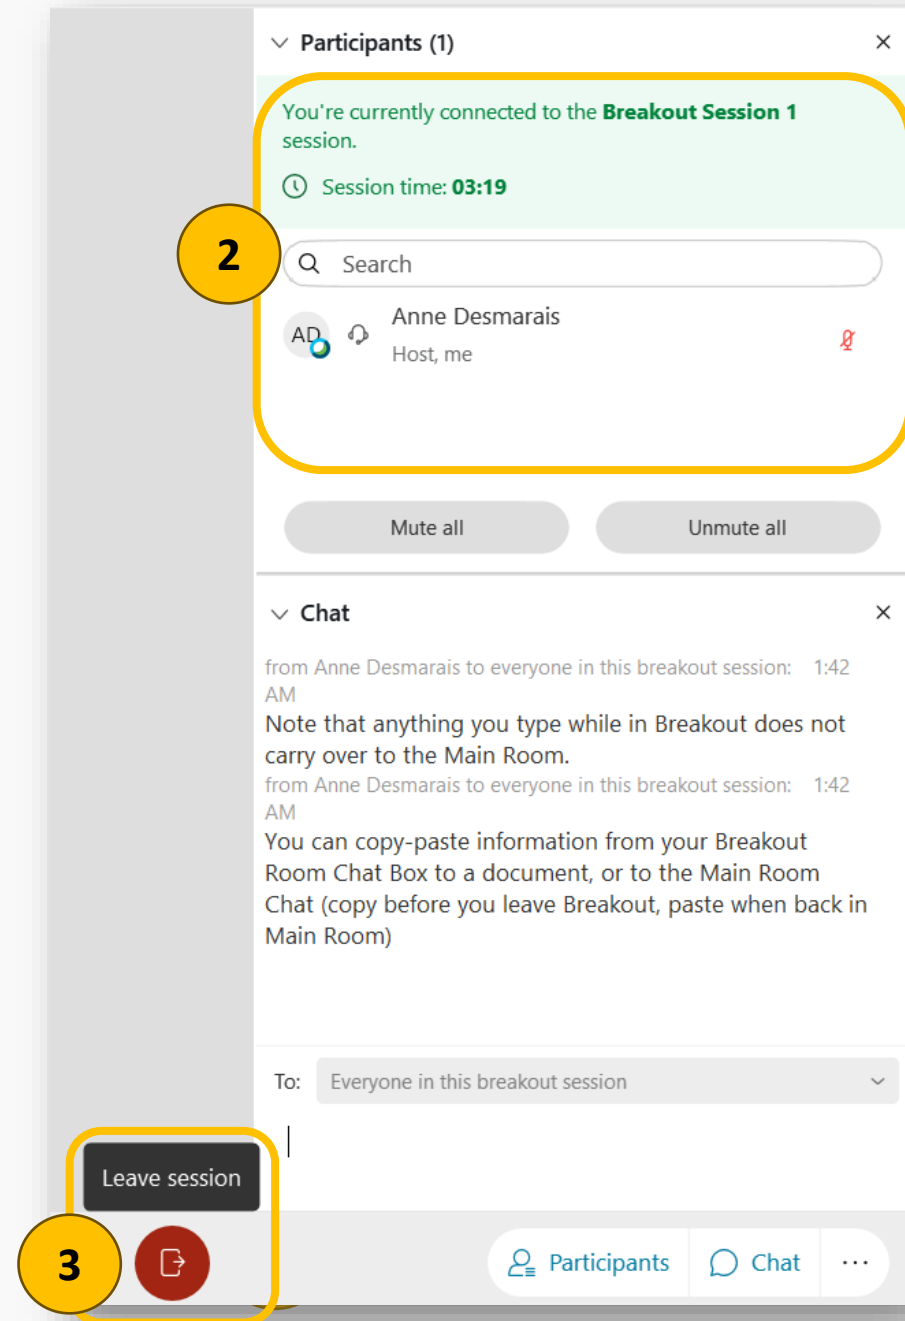 Participants (1)
You're currently connected to the Breakout Session 1
session.
Session time: 03:19
2
Search
AD
Anne Desmarais
Host, me
Mute all
Unmute all
Chat
from Anne Desmarais to everyone in this breakout session: 1:42
AM
Note that anything you type while in Breakout does not
carry over to the Main Room.
from Anne Desmarais to everyone in this breakout session: 1:42
AM
You can copy-paste information from your Breakout
Room Chat Box to a document, or to the Main Room
Chat (copy before you leave Breakout, paste when back in
Main Room)
To: Everyone in this breakout session
Leave session
3
Participants
Chat
...